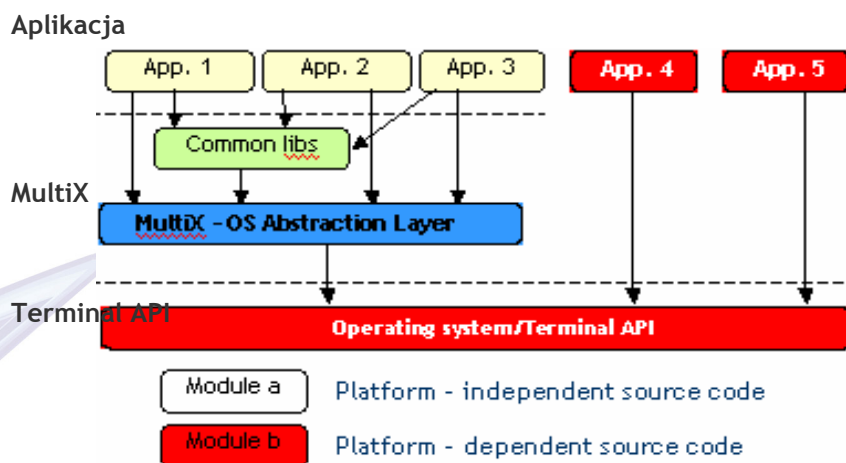 Aplikacja
App. 1
App. 2
App. 3
App. 4
App. 5
Common libs
MultiX
MultiX - OS Abstraction Layer
Terminal API
Operating system/Terminal API
Module a
Platform - independent source code
Module b
Platform - dependent source code